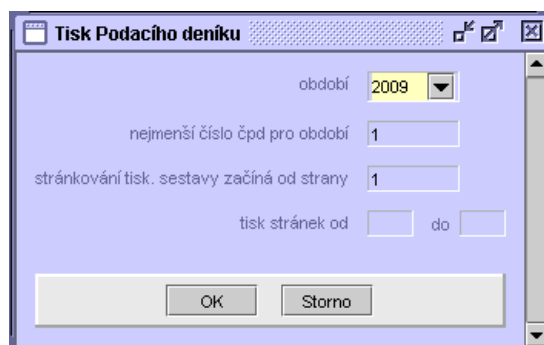 Tisk Podacího deníku
období 2009
nejmenší číslo čpd pro období 1
stránkování tisk. sestavy začíná od strany 1
tisk stránek od do
OK Storno